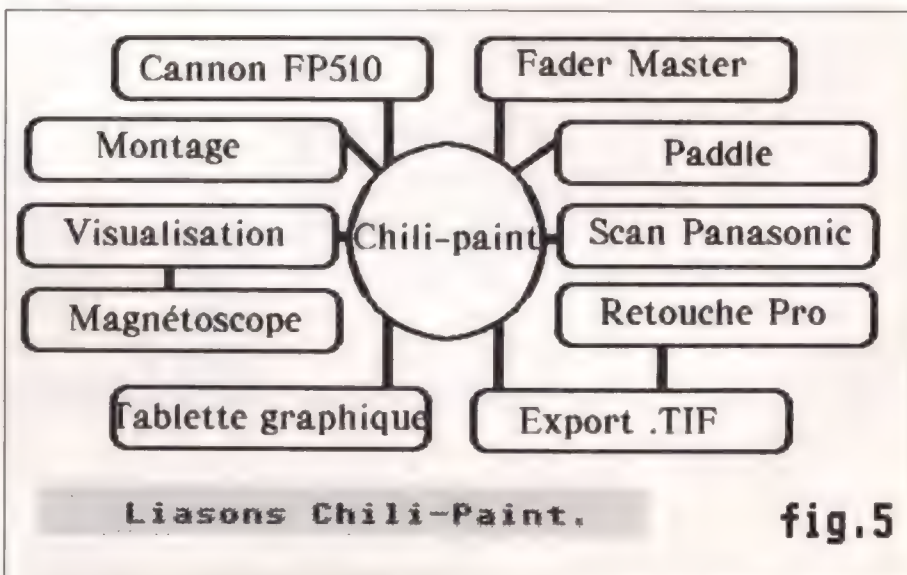 Cannon FP510
Fader Master
Montage
Paddle
Visualisation
Chili-paint
Scan Panasonic
Magnétoscope
Retouche Pro
Tablette graphique
Export .TIF
Liasons Chili-Paint.
fig.5